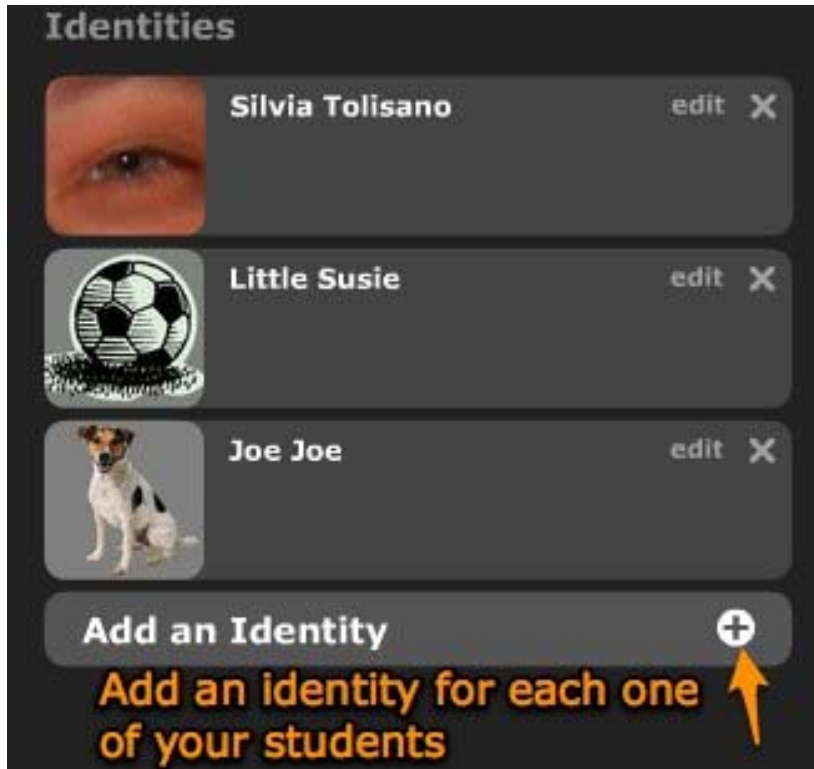 Identities
Silvia Tolisano edit
Little Susie edit
Joe Joe edit
Add an Identity
Add an identity for each one
of your students